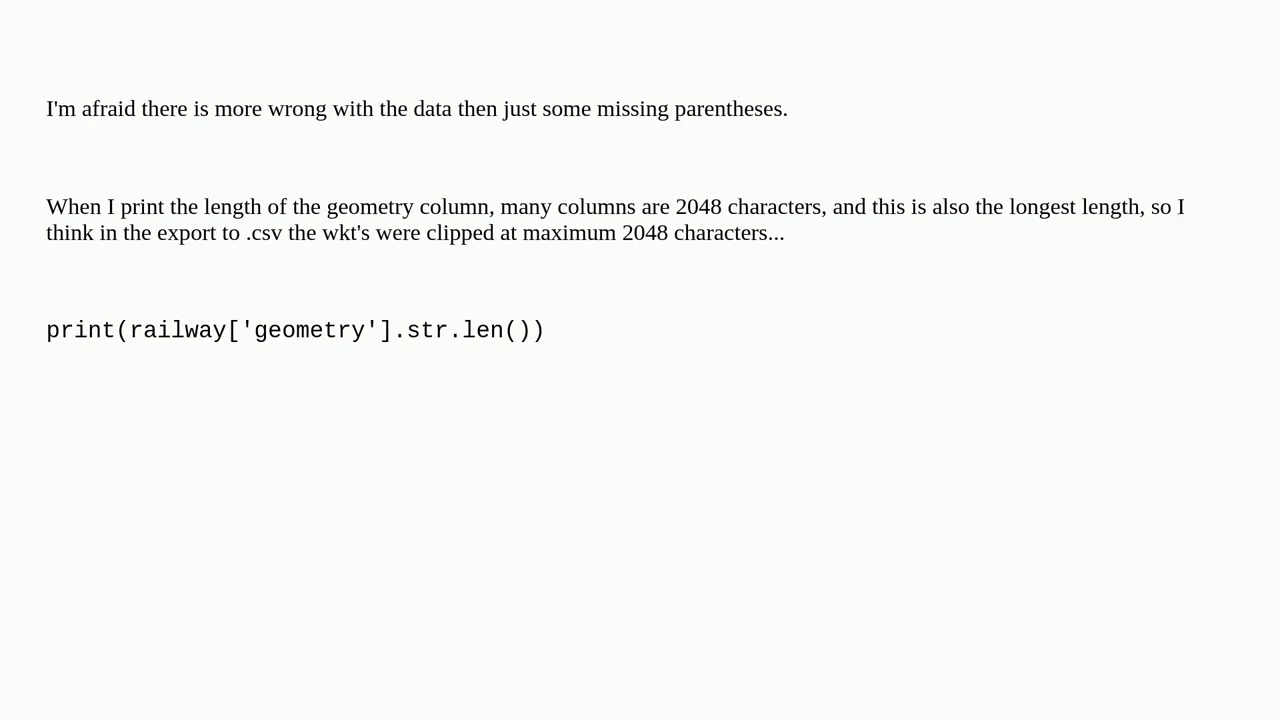 I'm afraid there is more wrong with the data then just some missing parentheses.
When I print the length of the geometry column, many columns are 2048 characters, and this is also the longest length, so I
think in the export to .csv the wkt's were clipped at maximum 2048 characters...
print(railway['geometry'].str.len())